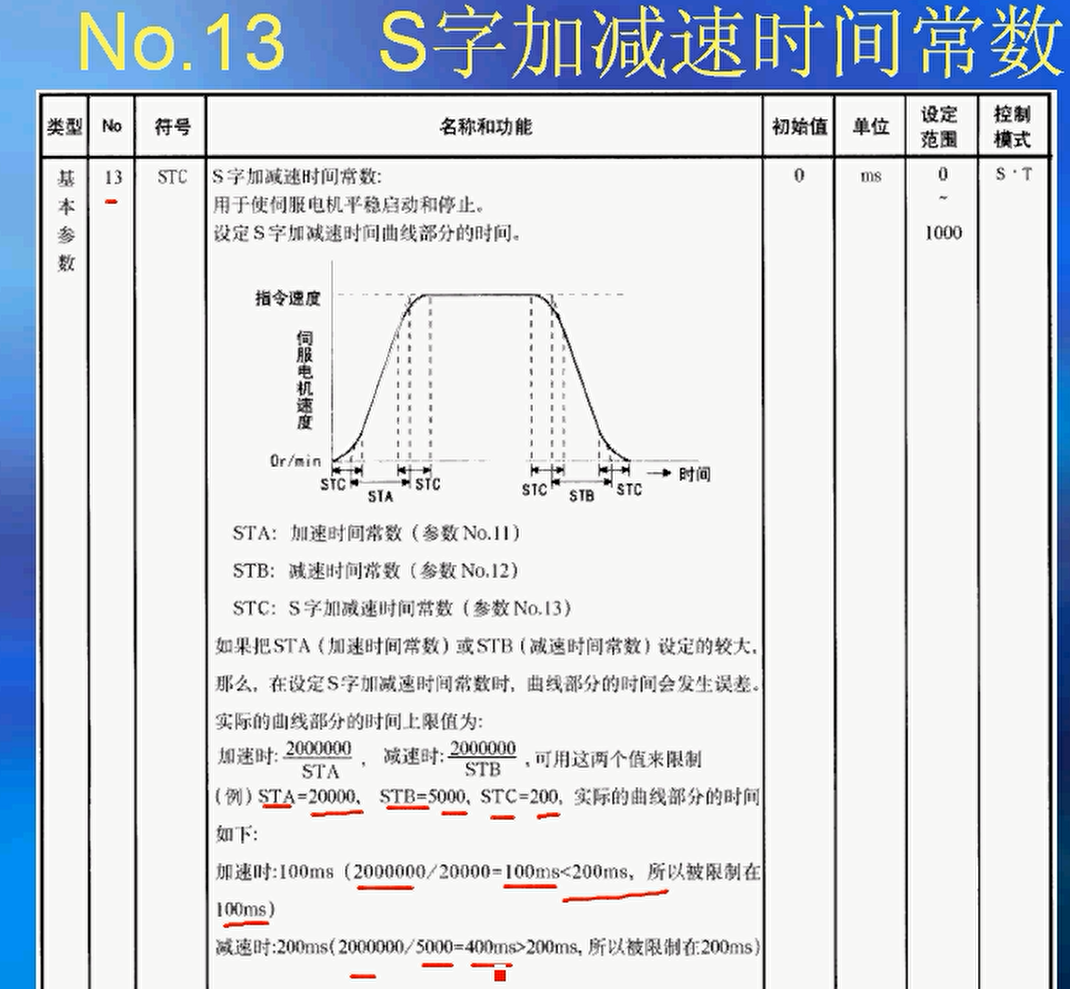 No.13 S字加减速时间常数
类型 No 符号 名称和功能 初始值 单位 设定范围 控制模式
基本参数 13 STC S字加减速时间常数: 0 ms 0 ~ 1000 S·T
用于使伺服电机平稳启动和停止。
设定S字加减速时间曲线部分的时间。
指令速度
伺服电机速度
0r/min
时间
STC STA STC STC STB STC
STA: 加速时间常数(参数No.11)
STB: 减速时间常数(参数No.12)
STC: S字加减速时间常数(参数No.13)
如果把STA(加速时间常数)或STB(减速时间常数)设定的较大,
那么,在设定S字加减速时间常数时,曲线部分的时间会发生误差。
实际的曲线部分的时间上限值为:
加速时: 2000000/STA , 减速时: 2000000/STB ,可用这两个值来限制
(例)STA=20000, STB=5000, STC=200, 实际的曲线部分的时间
如下:
加速时:100ms(2000000/20000=100ms<200ms, 所以被限制在
100ms)
减速时:200ms(2000000/5000=400ms>200ms,所以被限制在200ms)